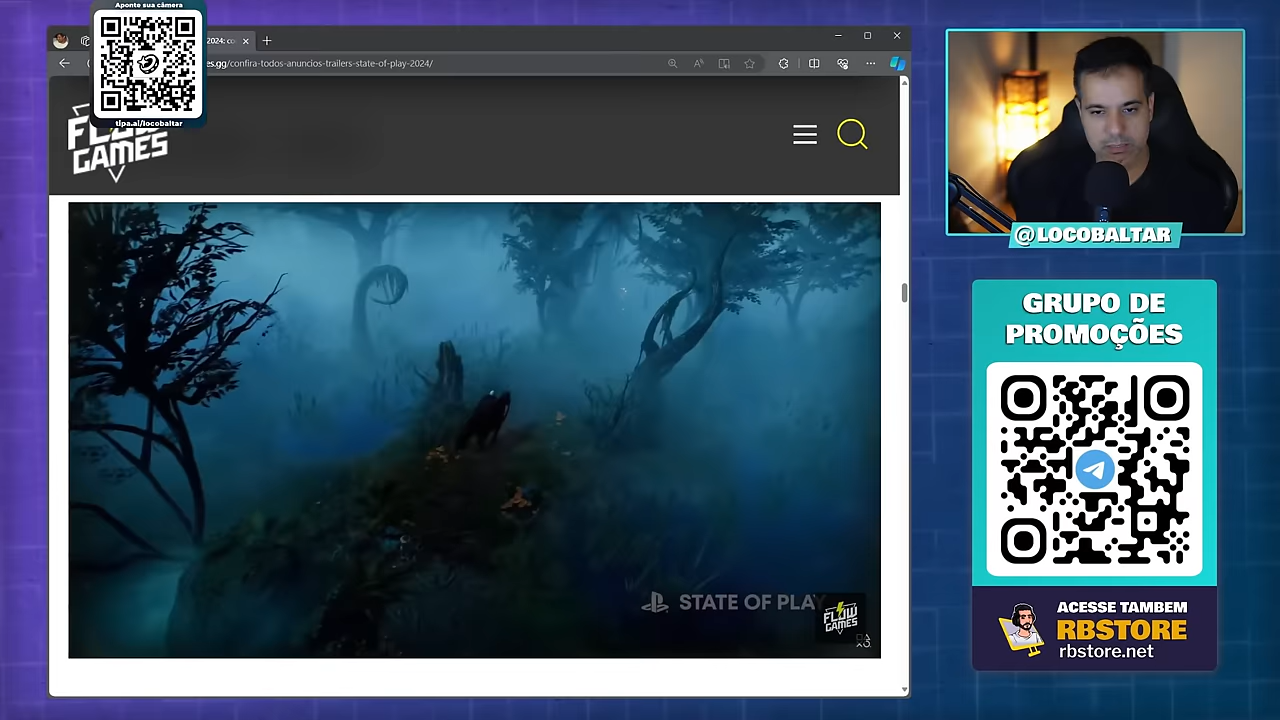 Aponte sua câmera
tipa.ai/locobaltar
2024: co
es.gg/confira-todos-anuncios-trailers-state-of-play-2024/
FLOW
GAMES
STATE OF PLAY
FLOW
GAMES
@LOCOBALTAR
GRUPO DE
PROMOÇÕES
ACESSE TAMBEM
RBSTORE
rbstore.net